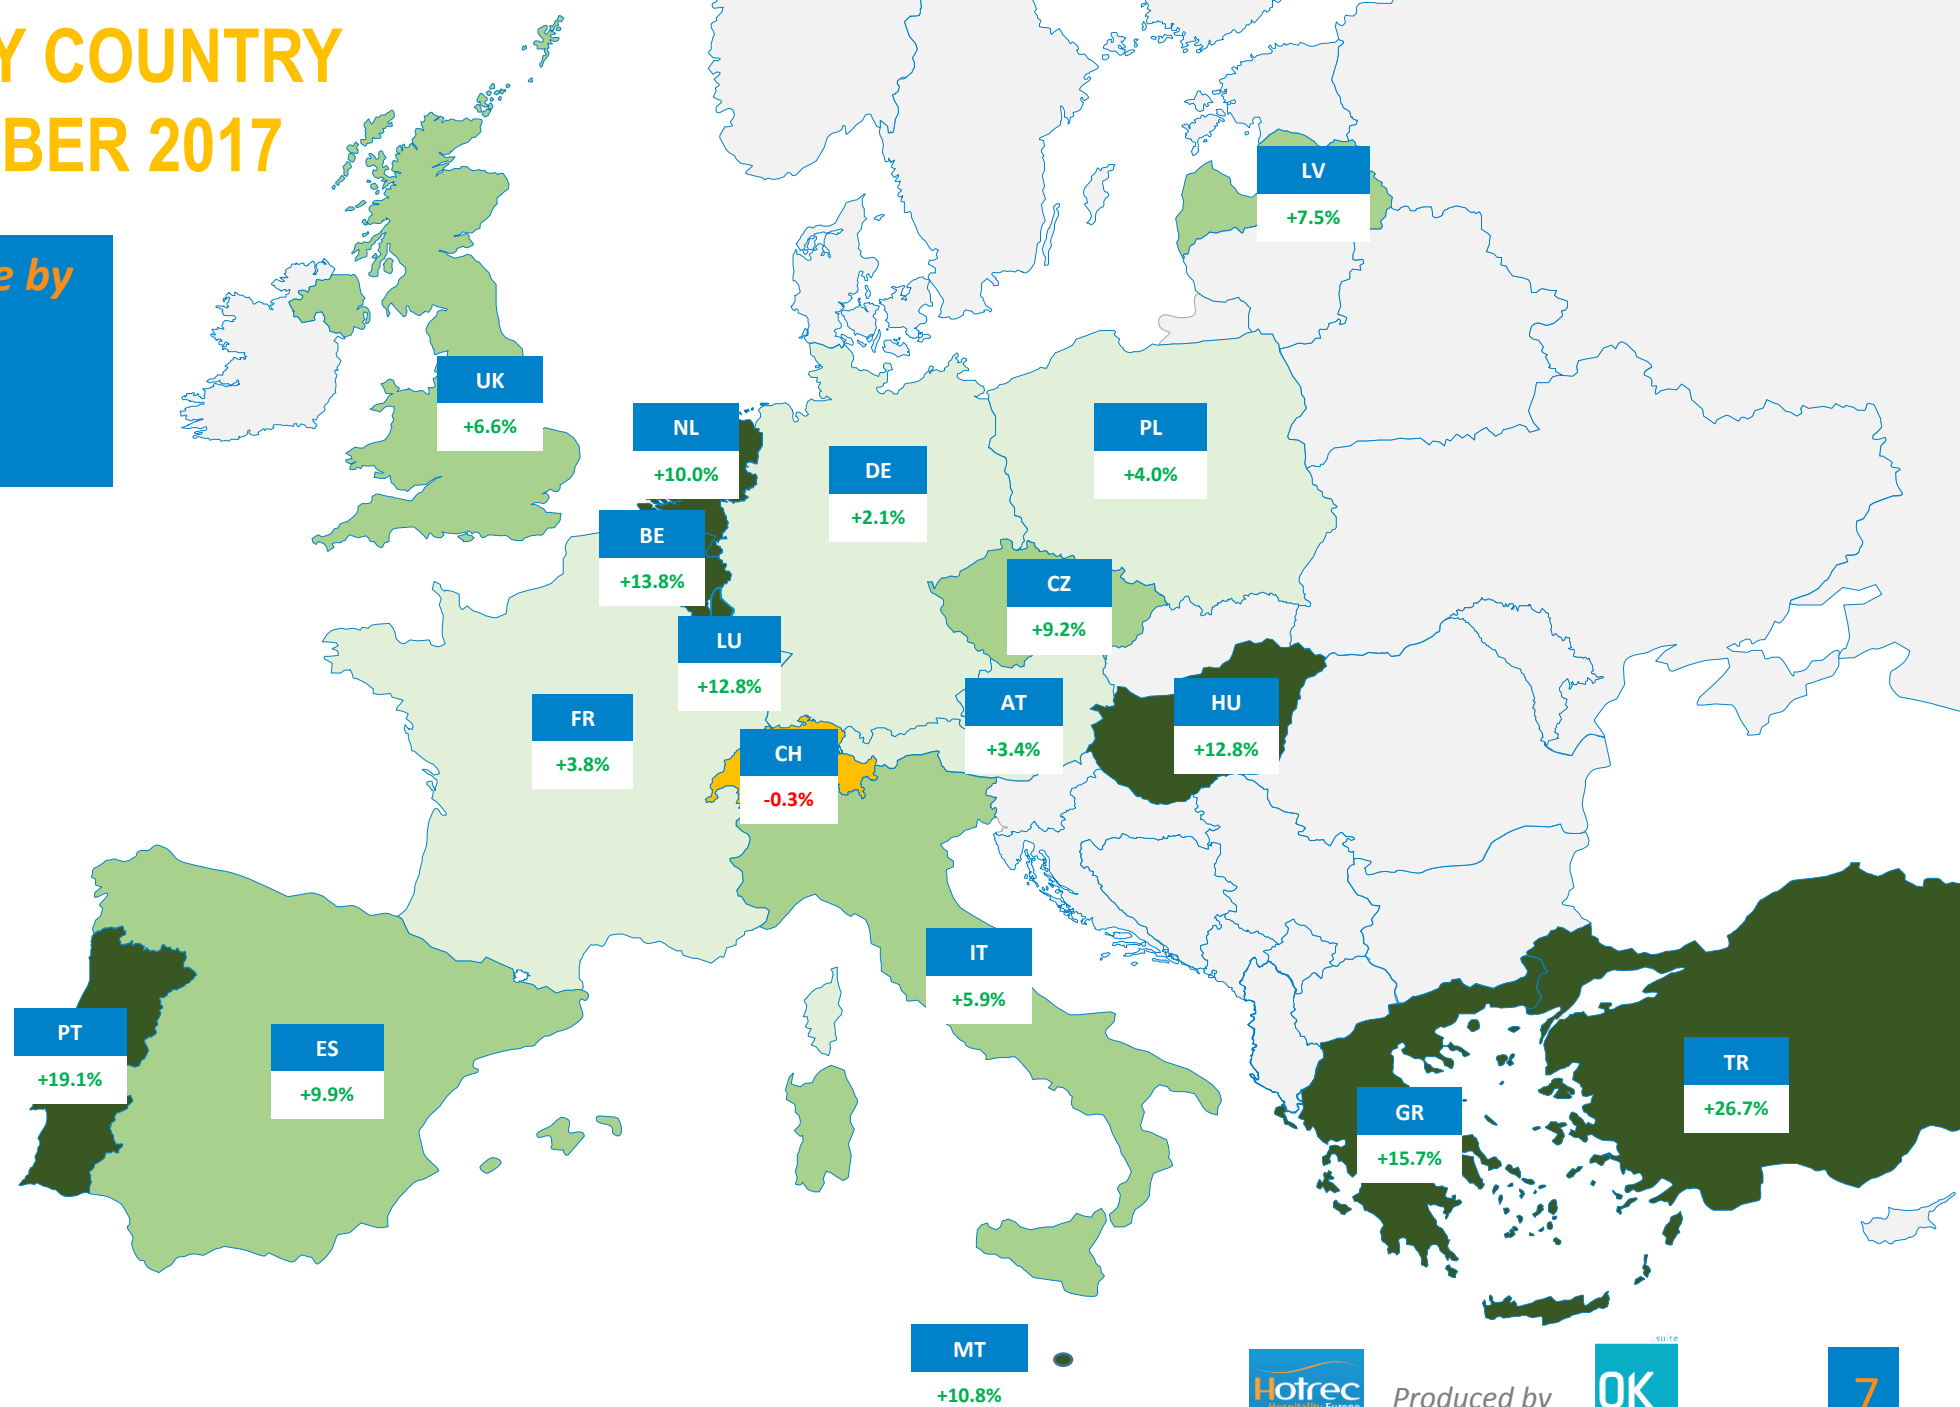 Y COUNTRY
BER 2017
e by
LV
+7.5%
UK
+6.6%
NL
+10.0%
PL
+4.0%
DE
+2.1%
BE
+13.8%
CZ
+9.2%
LU
+12.8%
FR
+3.8%
AT
+3.4%
HU
+12.8%
CH
-0.3%
IT
+5.9%
PT
+19.1%
ES
+9.9%
TR
+26.7%
GR
+15.7%
MT
+10.8%
Hotrec
Hospitality Europe
Produced by
suite
OK
7